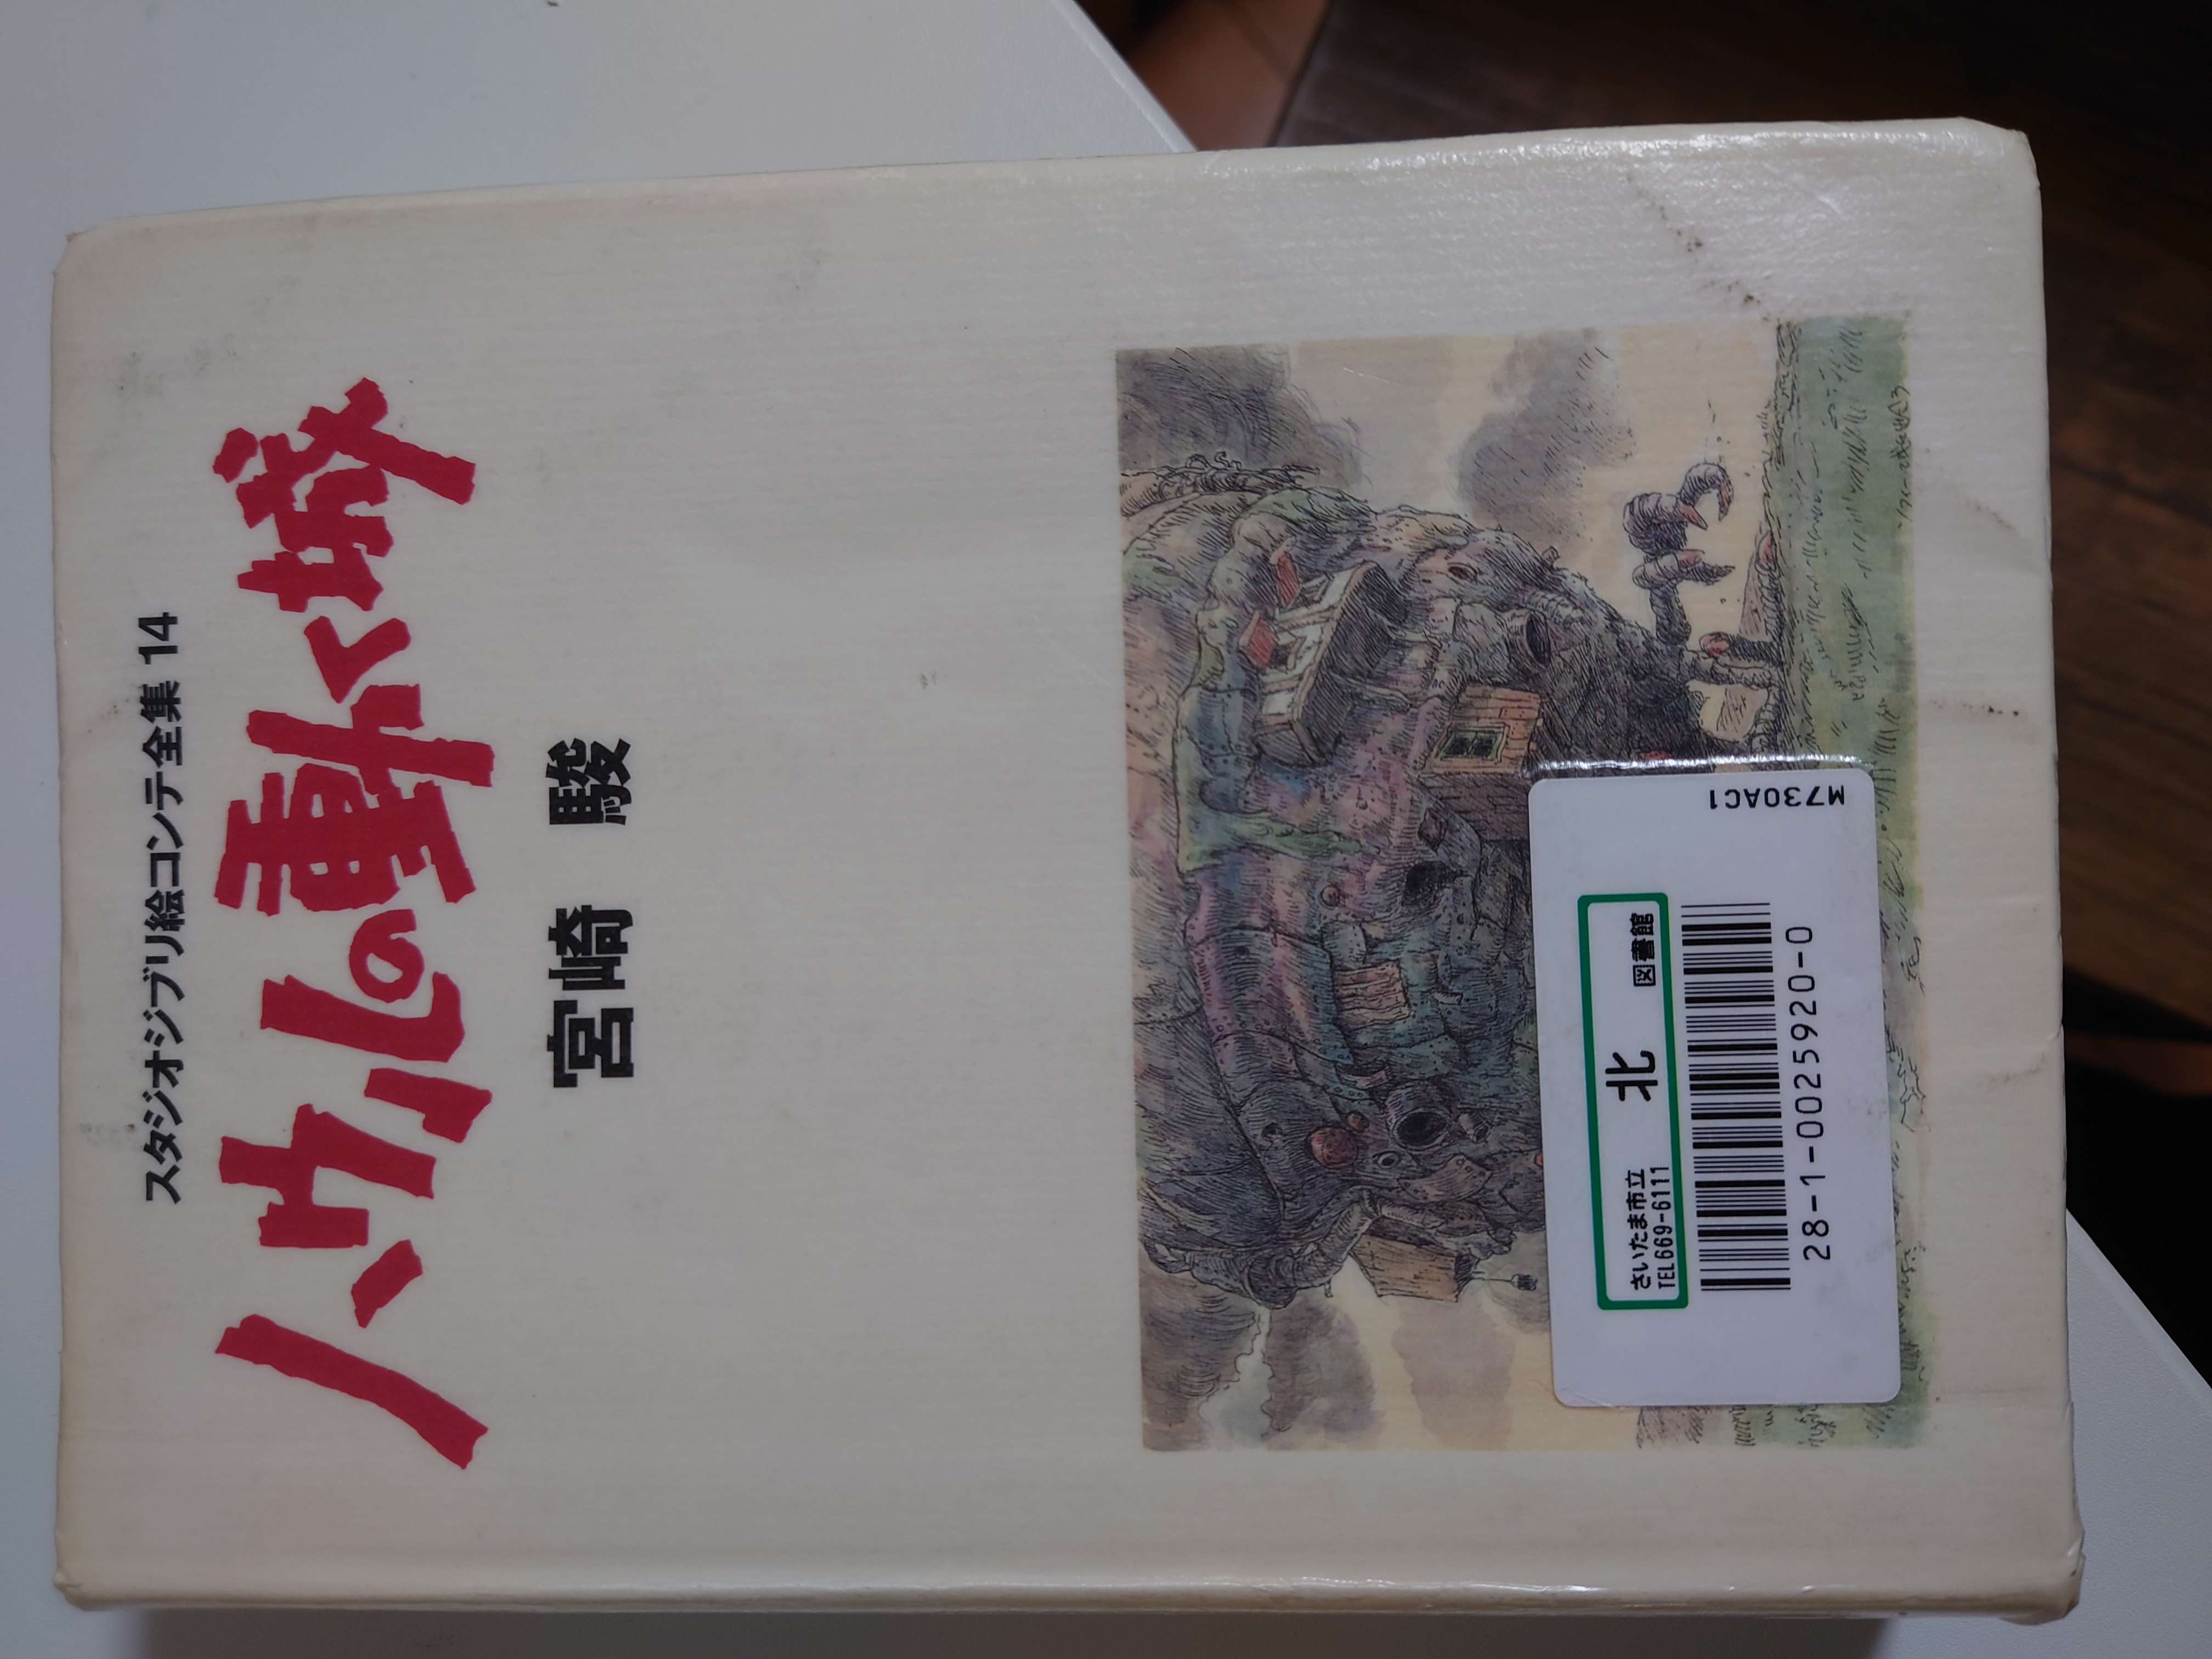 スタジオジブリ絵コンテ全集 14
ハウルの動く城
宮崎 駿
さいたま市立 北 図書館
TEL669-6111
28-1-00259200-0
M730AC1